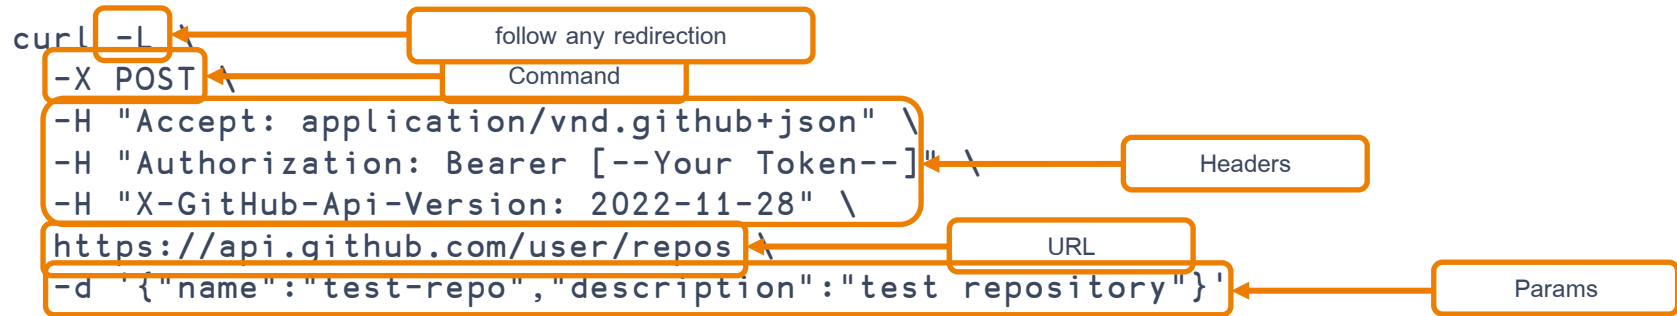 curl -L \
follow any redirection
-X POST \
Command
-H "Accept: application/vnd.github+json" \
-H "Authorization: Bearer [--Your Token--]" \
Headers
-H "X-GitHub-Api-Version: 2022-11-28" \
https://api.github.com/user/repos \
URL
-d '{"name":"test-repo","description":"test repository"}'
Params